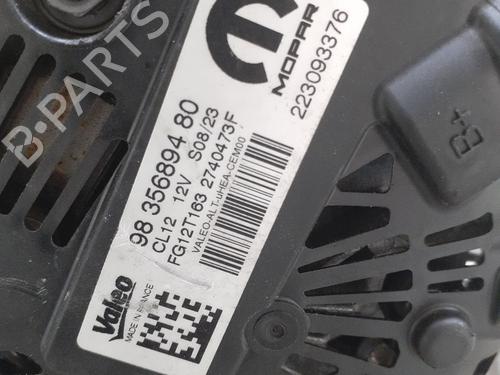 MOPAR
223093376
98 356894 80
CL12 12V S08/23
FG12T163 2740473F
VALEO-ALT-uHEA-CEM00
Valeo
MADE IN FRANCE
B+
B-PARTS